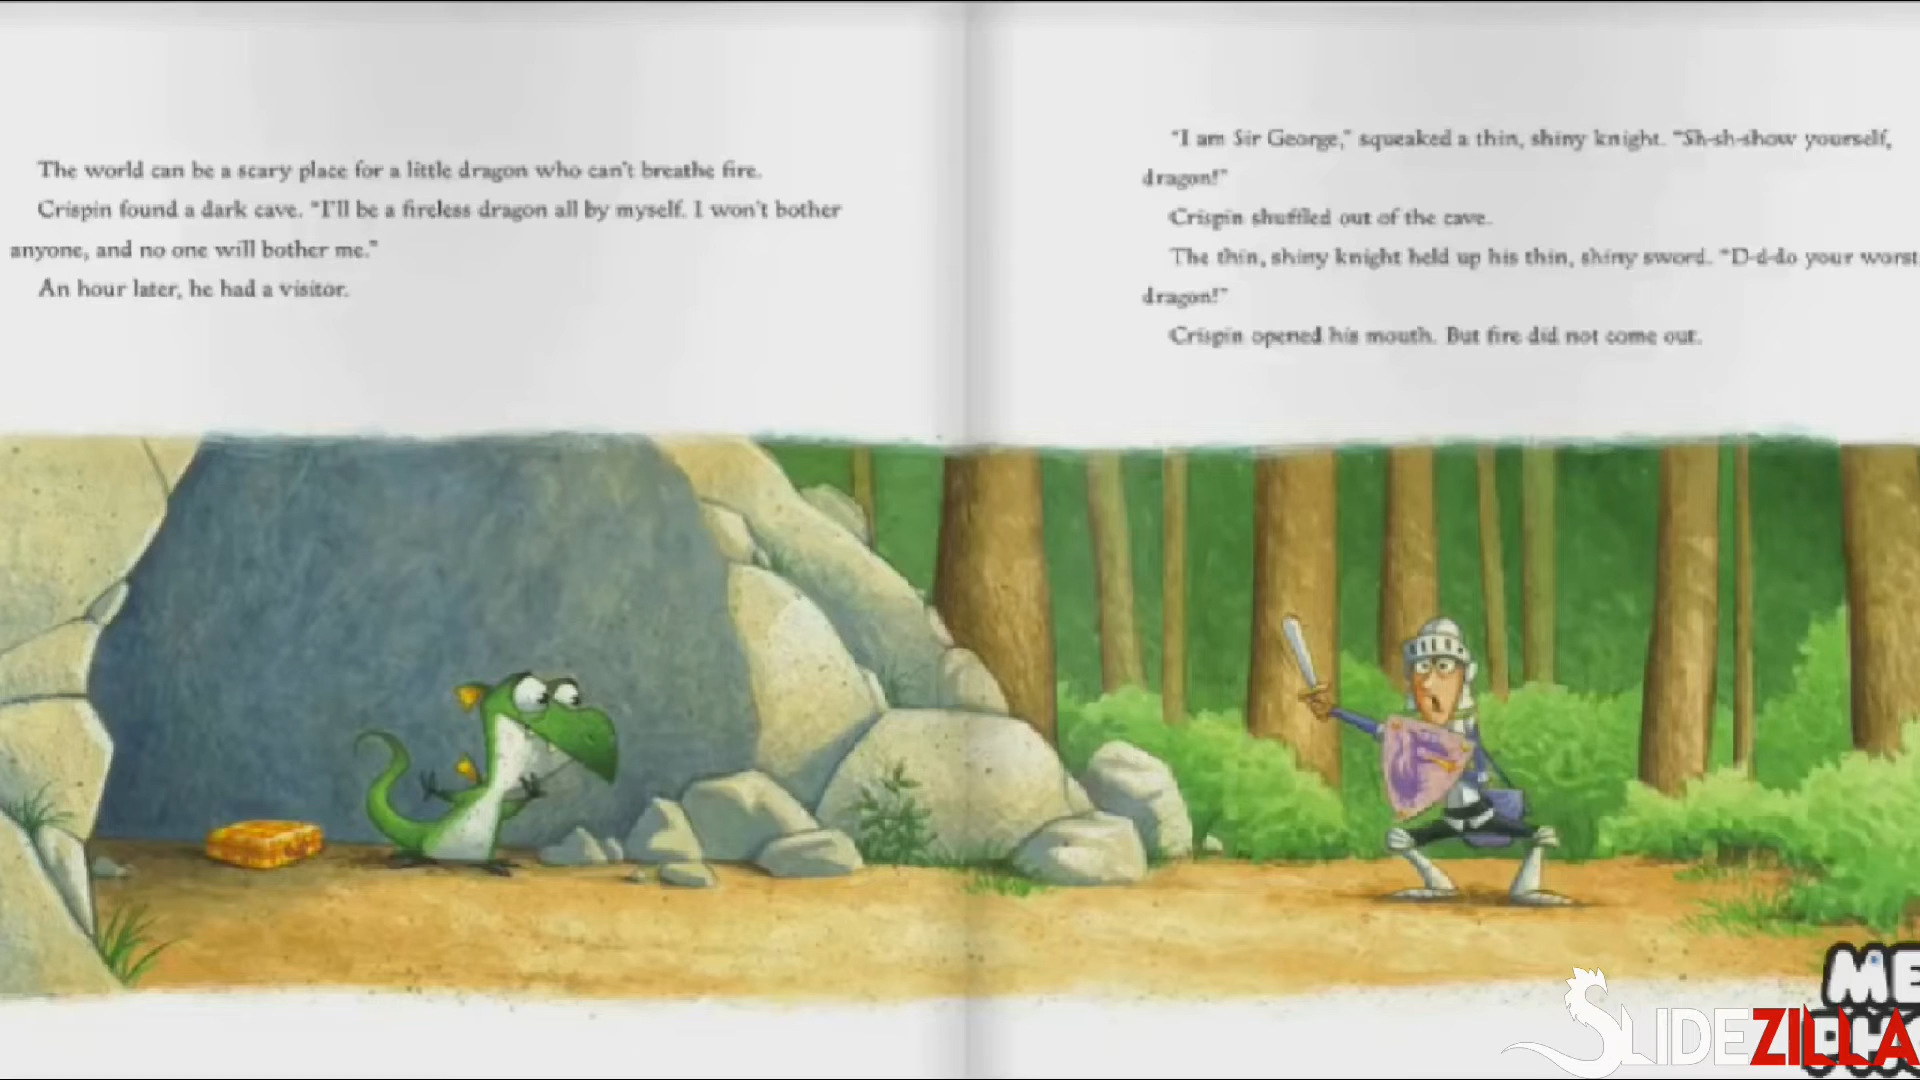 The world can be a scary place for a little dragon who can't breathe fire.
Crispin found a dark cave. "I'll be a fireless dragon all by myself. I won't bother
anyone, and no one will bother me."
An hour later, he had a visitor.
"I am Sir George," squeaked a thin, shiny knight. "Sh-sh-show yourself,
dragon!"
Crispin shuffled out of the cave.
The thin, shiny knight held up his thin, shiny sword. "D-d-do your worst,
dragon!"
Crispin opened his mouth. But fire did not come out.
ME
SLIDEZILLA